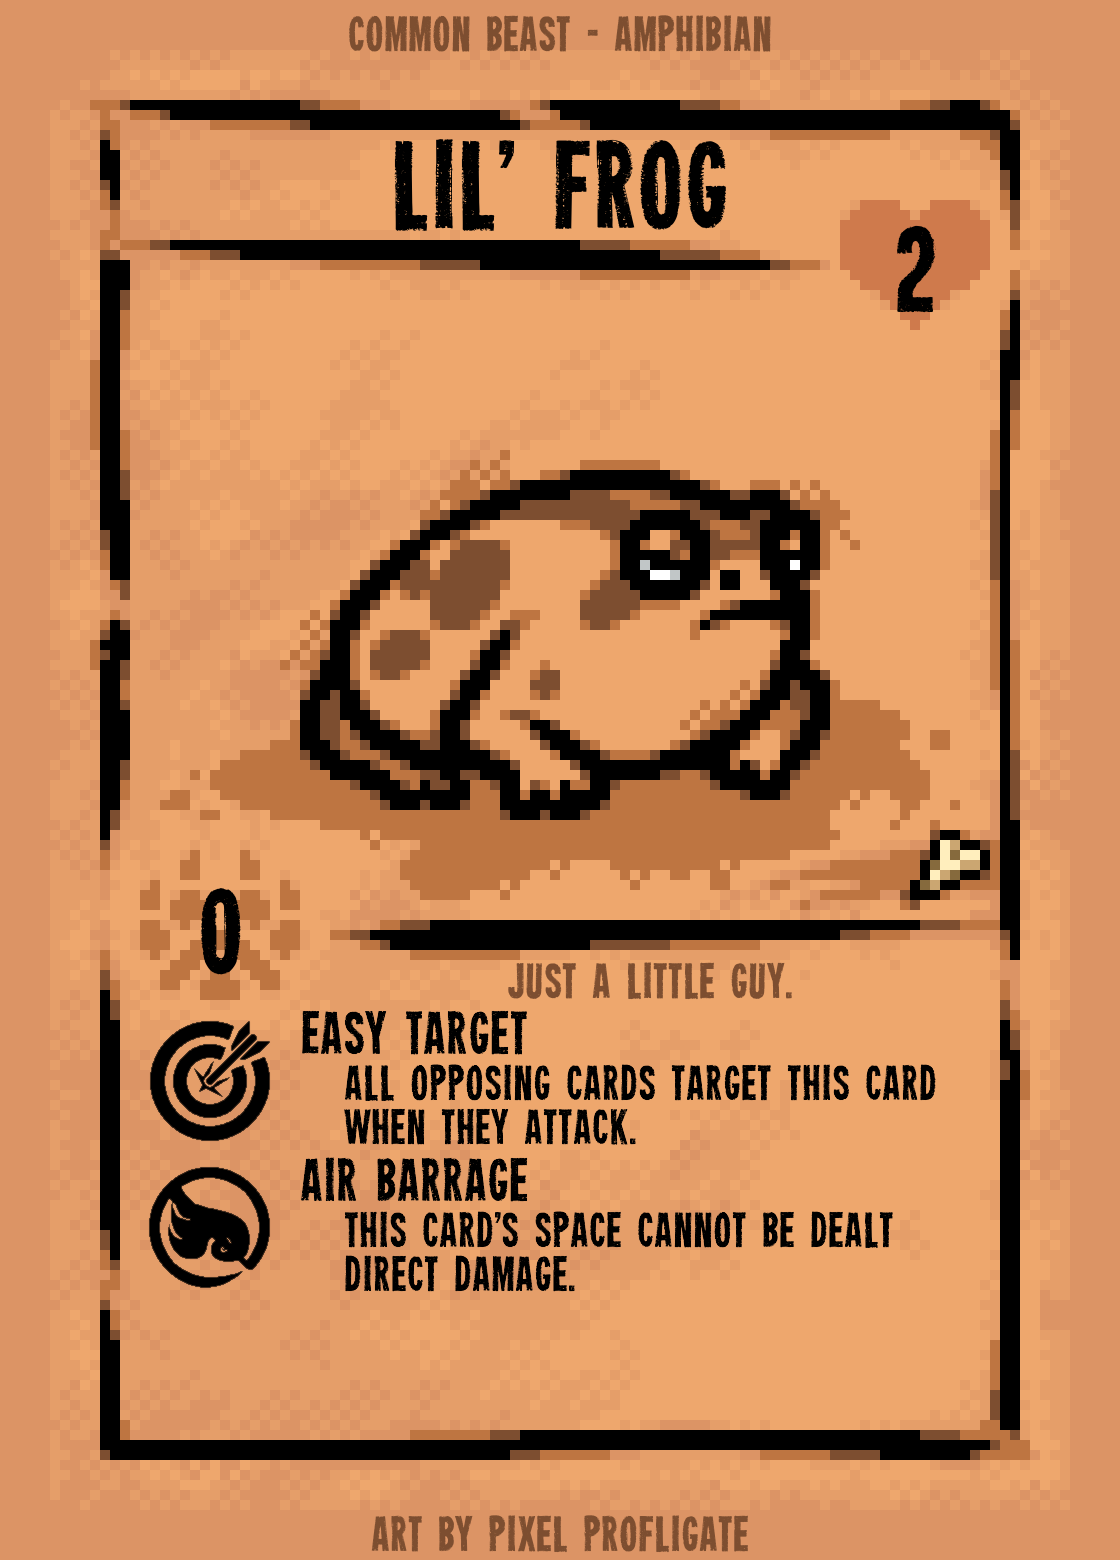 COMMON BEAST - AMPHIBIAN
LIL' FROG
2
0
JUST A LITTLE GUY.
EASY TARGET
ALL OPPOSING CARDS TARGET THIS CARD
WHEN THEY ATTACK.
AIR BARRAGE
THIS CARD'S SPACE CANNOT BE DEALT
DIRECT DAMAGE.
ART BY PIXEL PROFLIGATE